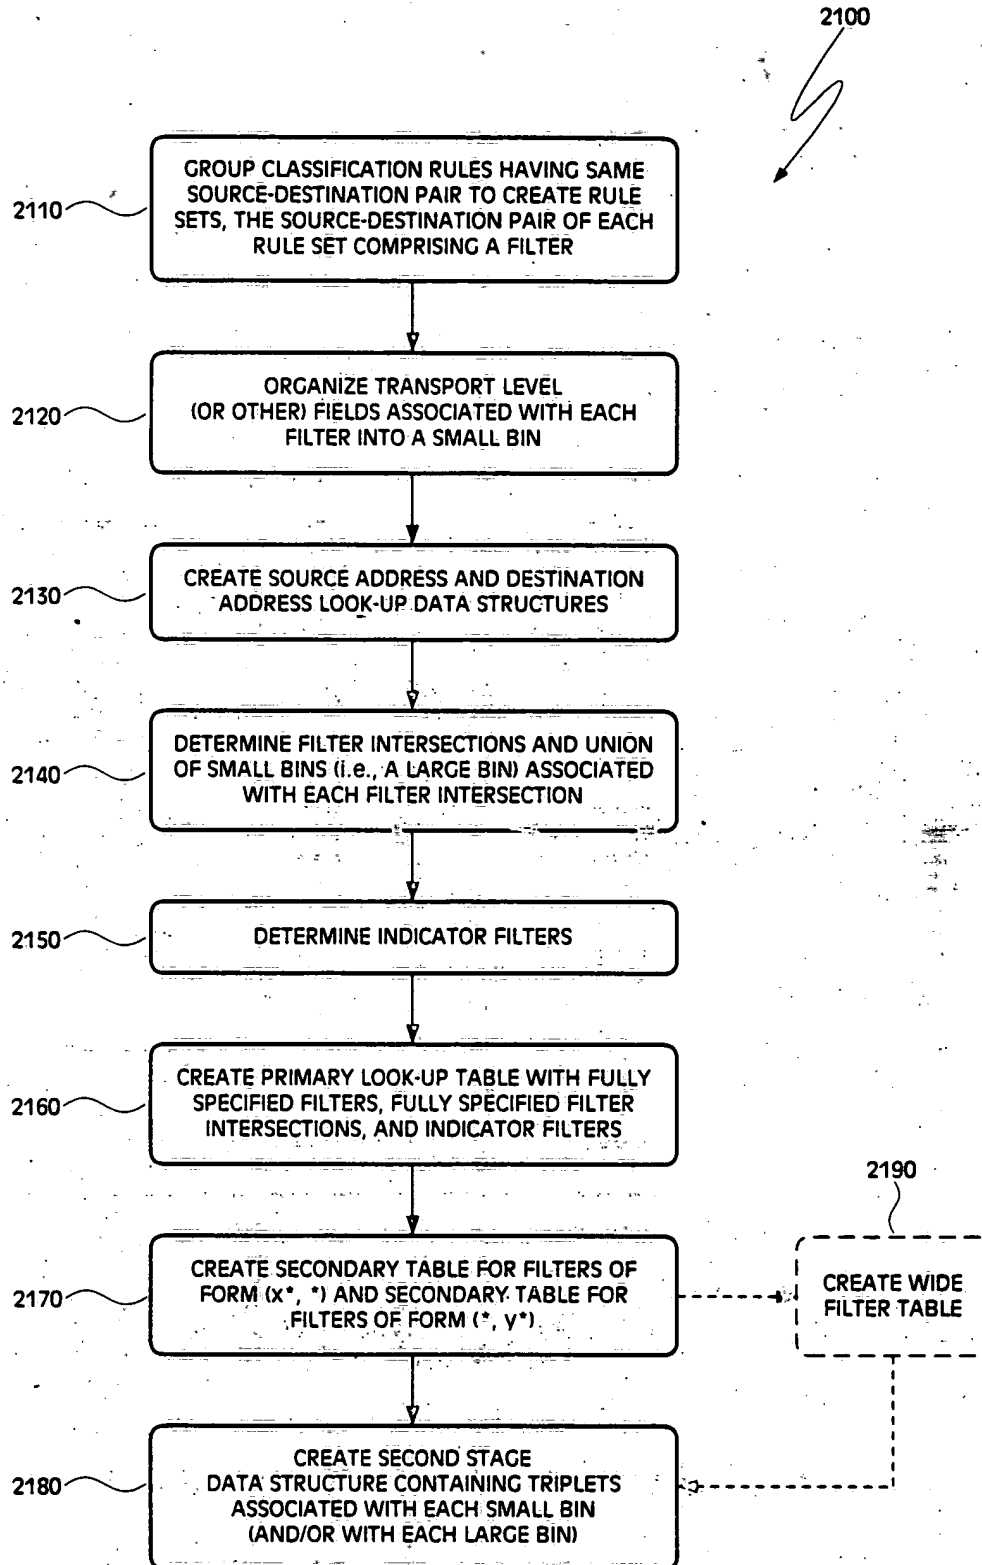 2100
2110
GROUP CLASSIFICATION RULES HAVING SAME
SOURCE-DESTINATION PAIR TO CREATE RULE
SETS, THE SOURCE-DESTINATION PAIR OF EACH
RULE SET COMPRISING A FILTER
2120
ORGANIZE TRANSPORT LEVEL
(OR OTHER) FIELDS ASSOCIATED WITH EACH
FILTER INTO A SMALL BIN
2130
CREATE SOURCE ADDRESS AND DESTINATION
ADDRESS LOOK-UP DATA STRUCTURES
2140
DETERMINE FILTER INTERSECTIONS AND UNION
OF SMALL BINS (i.e., A LARGE BIN) ASSOCIATED
WITH EACH FILTER INTERSECTION
2150
DETERMINE INDICATOR FILTERS
2160
CREATE PRIMARY LOOK-UP TABLE WITH FULLY
SPECIFIED FILTERS, FULLY SPECIFIED FILTER
INTERSECTIONS, AND INDICATOR FILTERS
2170
CREATE SECONDARY TABLE FOR FILTERS OF
FORM (x*, *) AND SECONDARY TABLE FOR
FILTERS OF FORM (*, y*)
2190
CREATE WIDE
FILTER TABLE
2180
CREATE SECOND STAGE
DATA STRUCTURE CONTAINING TRIPLETS
ASSOCIATED WITH EACH SMALL BIN
(AND/OR WITH EACH LARGE BIN)